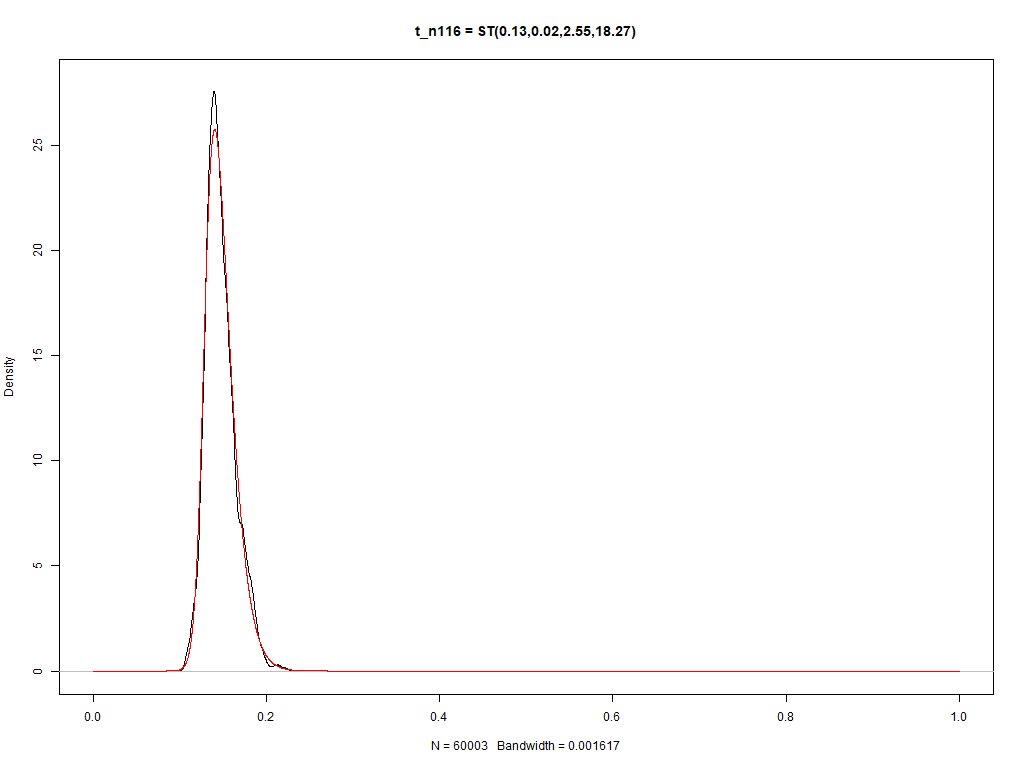 t_n116 = ST(0.13,0.02,2.55,18.27)
Density
25
20
15
10
5
0
0.0 0.2 0.4 0.6 0.8 1.0
N = 60003 Bandwidth = 0.001617